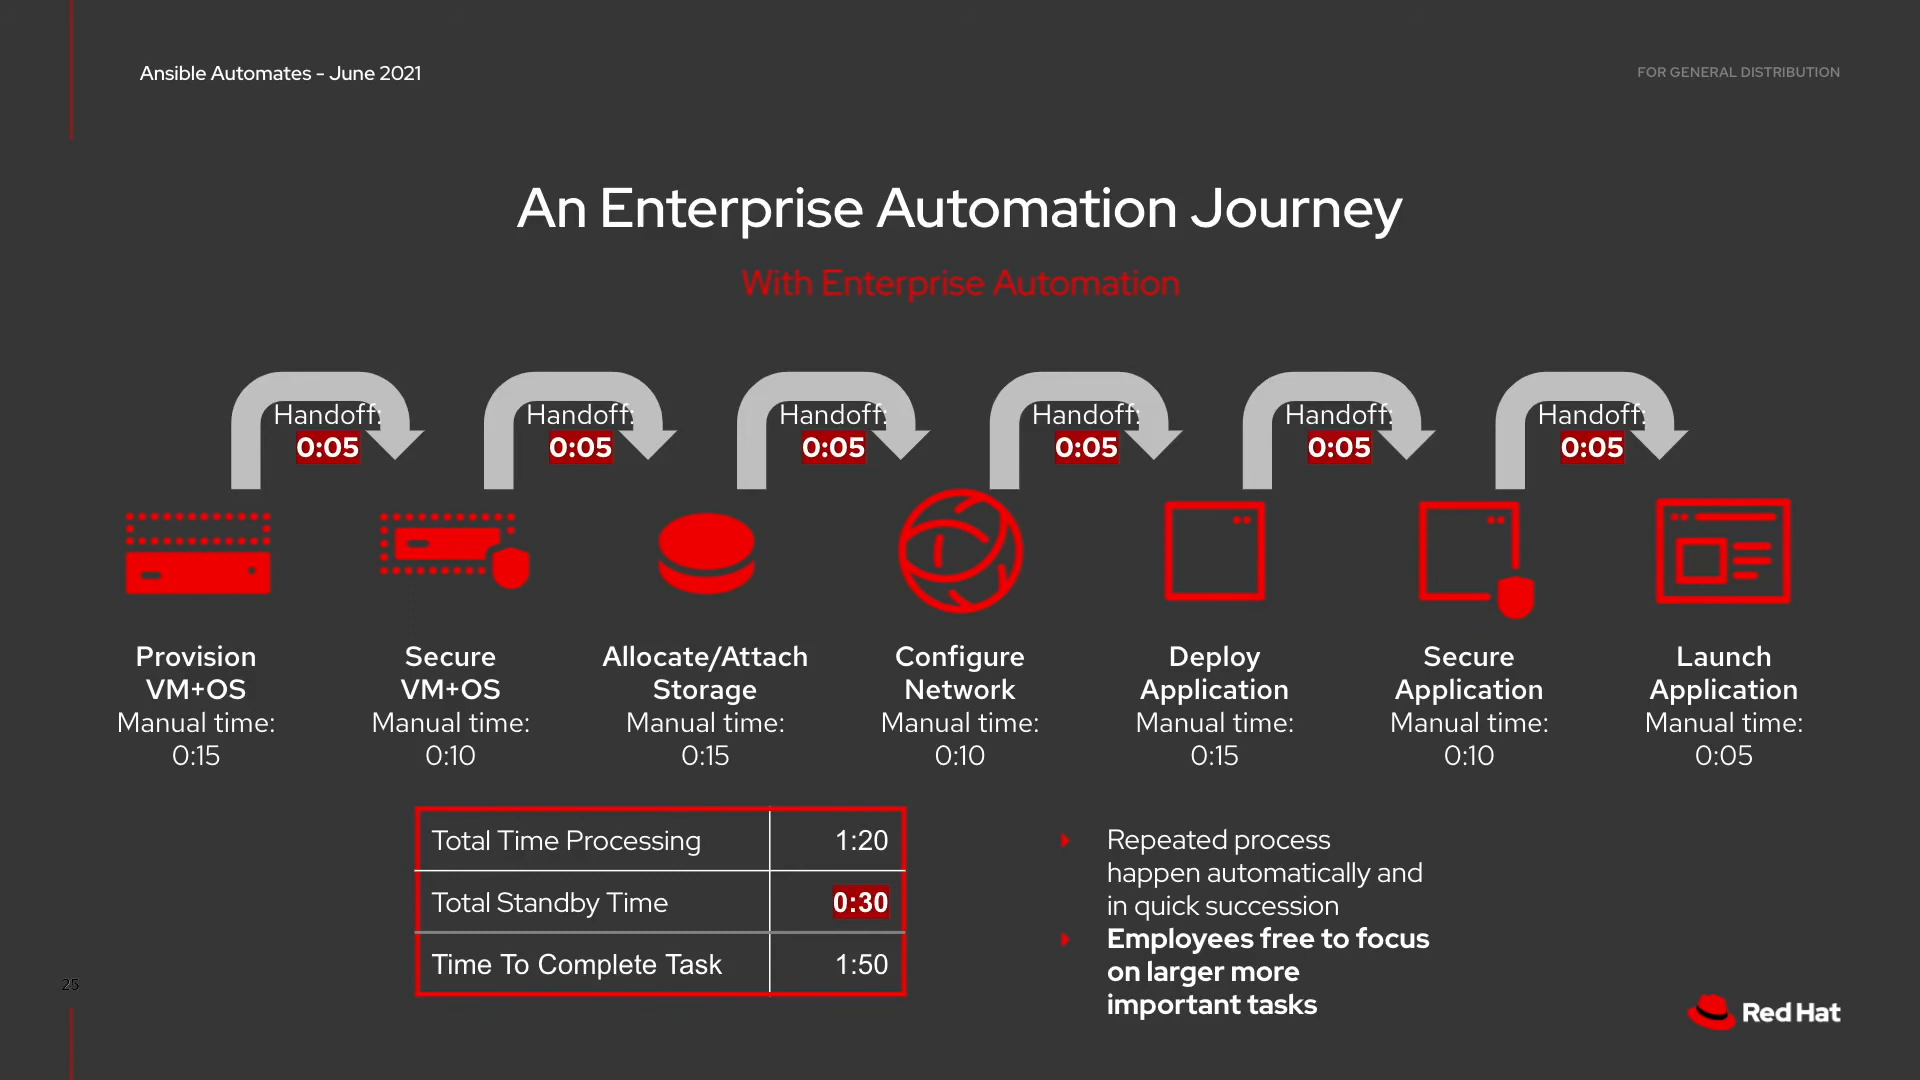 Ansible Automates - June 2021
FOR GENERAL DISTRIBUTION
An Enterprise Automation Journey
With Enterprise Automation
Handoff:
0:05
Handoff:
0:05
Handoff:
0:05
Handoff:
0:05
Handoff:
0:05
Handoff:
0:05
Provision
VM+OS
Manual time:
0:15
Secure
VM+OS
Manual time:
0:10
Allocate/Attach
Storage
Manual time:
0:15
Configure
Network
Manual time:
0:10
Deploy
Application
Manual time:
0:15
Secure
Application
Manual time:
0:10
Launch
Application
Manual time:
0:05
Total Time Processing 1:20
Total Standby Time 0:30
Time To Complete Task 1:50
Repeated process
happen automatically and
in quick succession
Employees free to focus
on larger more
important tasks
25
Red Hat